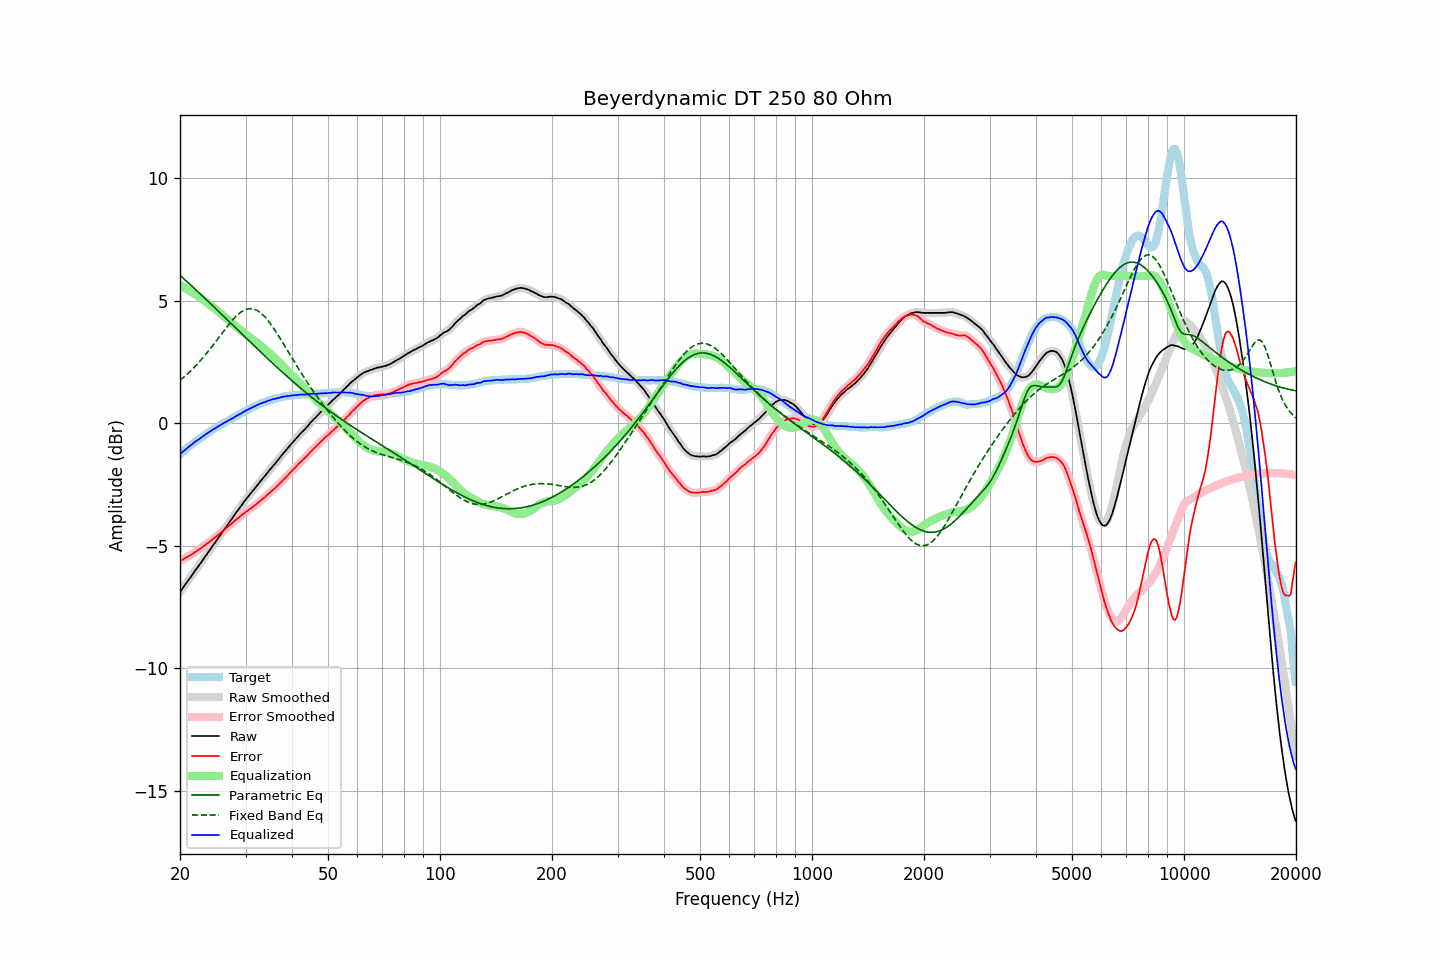 Beyerdynamic DT 250 80 Ohm
Amplitude (dBr)
10
5
0
−5
−10
−15
Target
Raw Smoothed
Error Smoothed
Raw
Error
Equalization
Parametric Eq
Fixed Band Eq
Equalized
20 50 100 200 500 1000 2000 5000 10000 20000
Frequency (Hz)